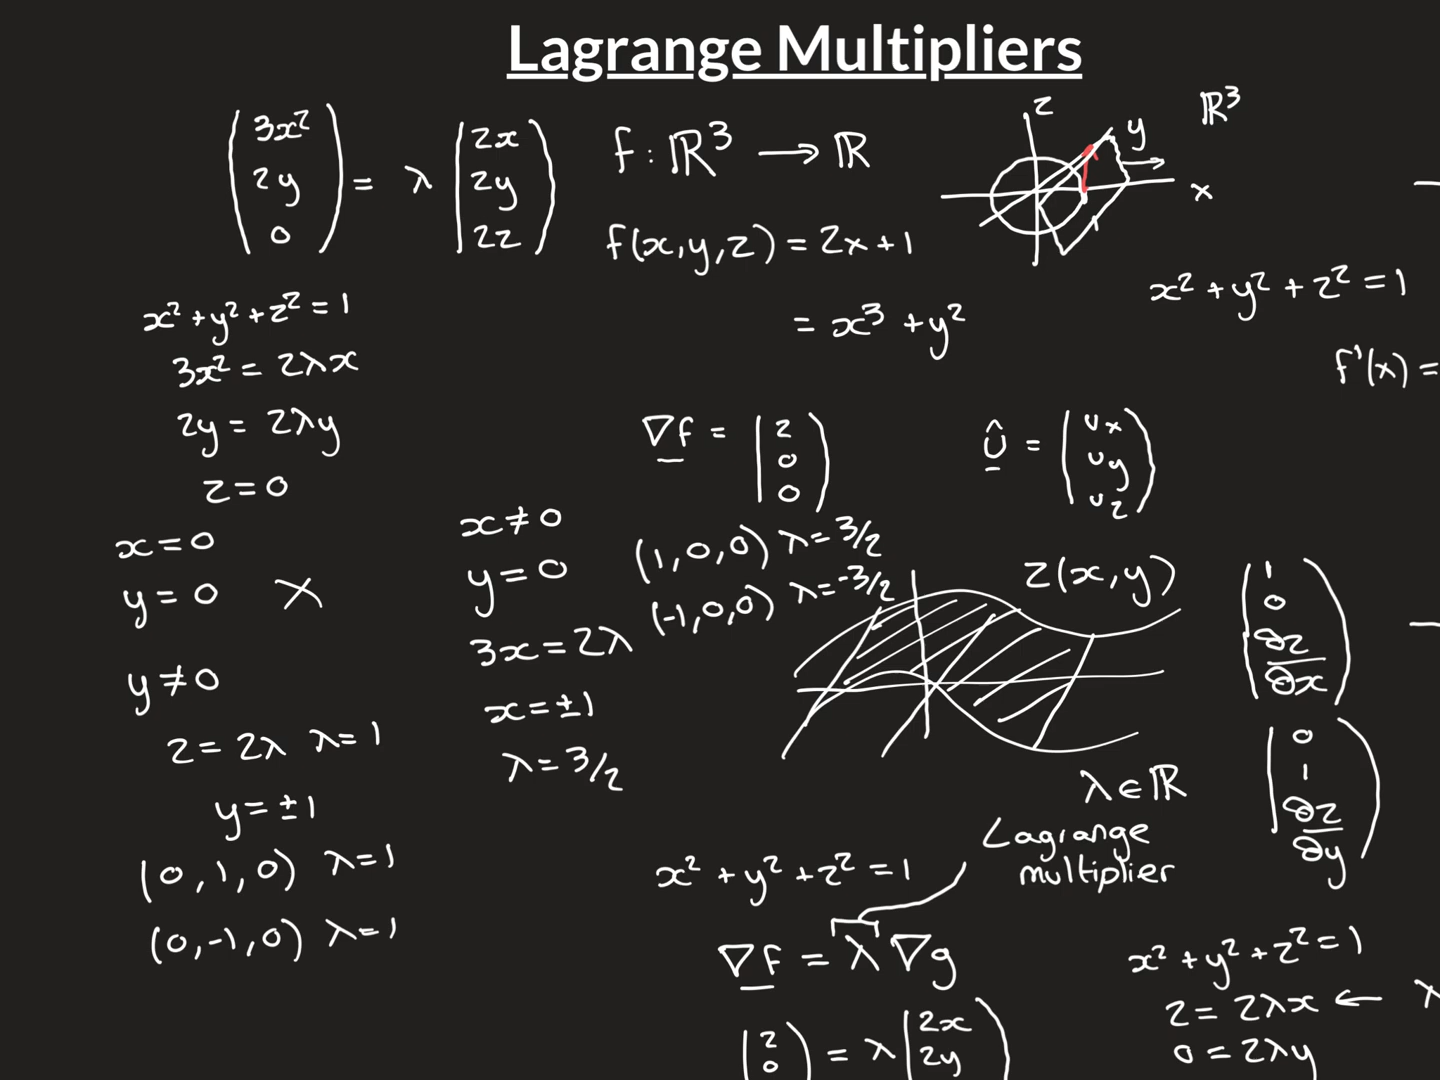 Lagrange Multipliers
(3x² 2y 0) = λ (2x 2y 2z)
x² + y² + z² = 1
3x² = 2λx
2y = 2λy
z = 0
x = 0
y = 0 X
y ≠ 0
2 = 2λ λ = 1
y = ±1
(0, 1, 0) λ = 1
(0, -1, 0) λ = 1
x ≠ 0
y = 0
3x = 2λ
x = ±1
λ = 3/2
(1, 0, 0) λ = 3/2
(-1, 0, 0) λ = -3/2
f : ℝ³ → ℝ
f(x, y, z) = 2x + 1
= x³ + y²
∇f = (2 0 0)
z
y
x
ℝ³
x² + y² + z² = 1
f'(x) =
Û = (υx υy υz)
z(x, y)
(1 0 ∂z/∂x)
(0 1 ∂z/∂y)
λ ∈ ℝ
Lagrange
multiplier
x² + y² + z² = 1
∇f = λ∇g
(2 0 = λ (2x 2y
x² + y² + z² = 1
2 = 2λx ← λ
0 = 2λy